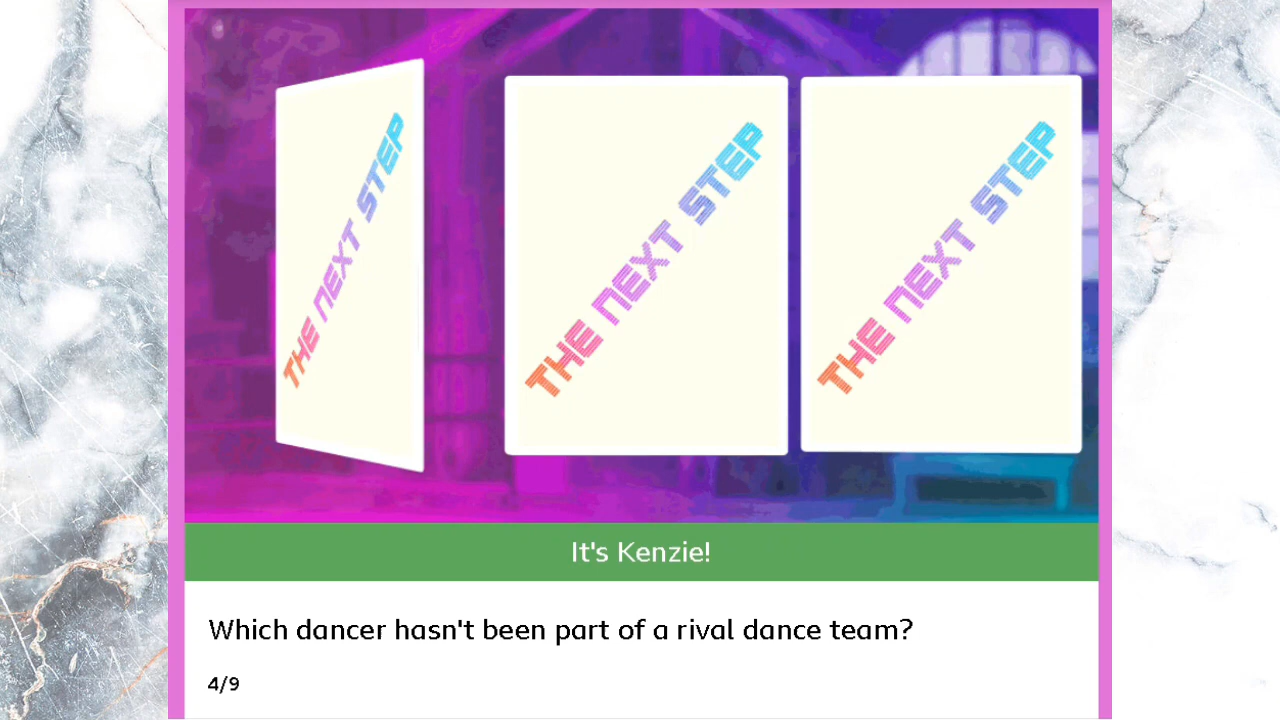 THE NEXT STEP
THE NEXT STEP
THE NEXT STEP
It's Kenzie!
Which dancer hasn't been part of a rival dance team?
4/9